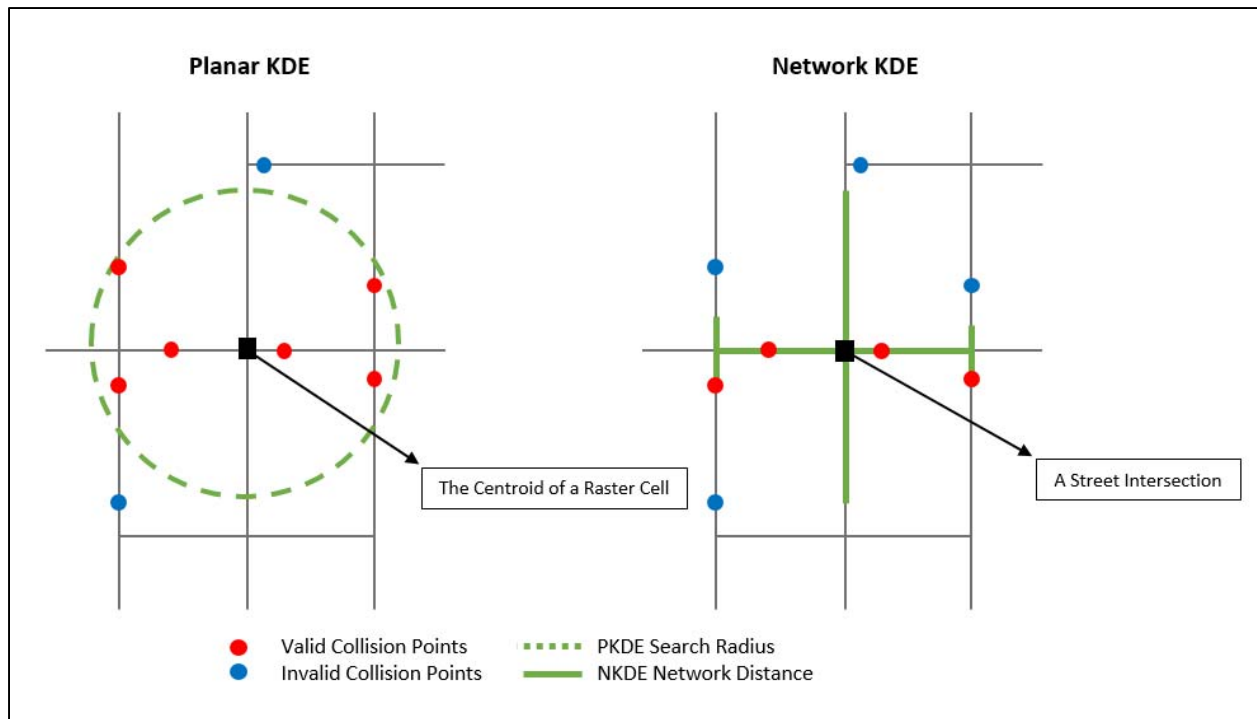 Planar KDE
Network KDE
The Centroid of a Raster Cell
A Street Intersection
Valid Collision Points
PKDE Search Radius
Invalid Collision Points
NKDE Network Distance